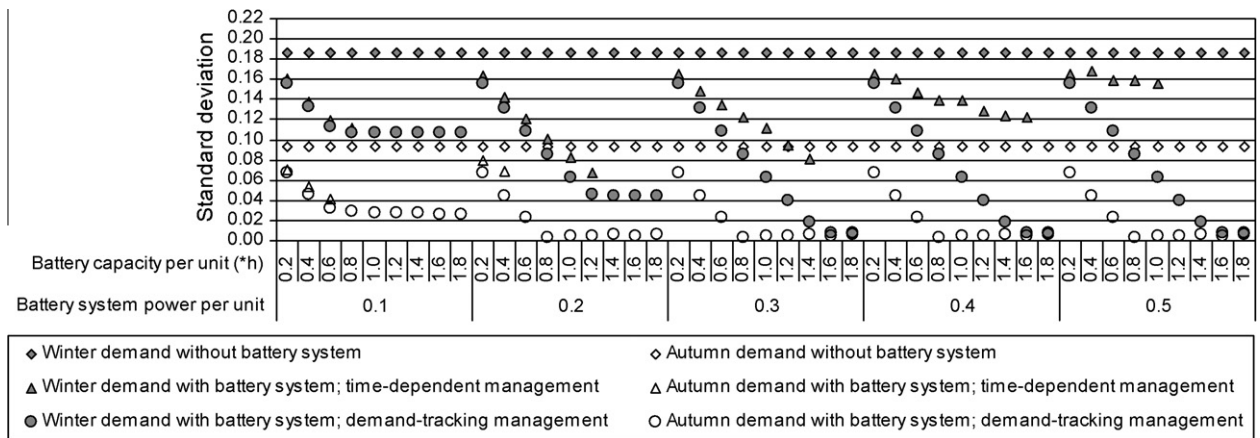 0.22
0.20
0.18
0.16
0.14
0.12
0.10
0.08
0.06
0.04
0.02
0.00
Standard deviation
Battery capacity per unit (*h)
0.2 0.4 0.6 0.8 1.0 1.2 1.4 1.6 1.8 0.2 0.4 0.6 0.8 1.0 1.2 1.4 1.6 1.8 0.2 0.4 0.6 0.8 1.0 1.2 1.4 1.6 1.8 0.2 0.4 0.6 0.8 1.0 1.2 1.4 1.6 1.8 0.2 0.4 0.6 0.8 1.0 1.2 1.4 1.6 1.8
Battery system power per unit 0.1 0.2 0.3 0.4 0.5
Winter demand without battery system
Autumn demand without battery system
Winter demand with battery system; time-dependent management
Autumn demand with battery system; time-dependent management
Winter demand with battery system; demand-tracking management
Autumn demand with battery system; demand-tracking management